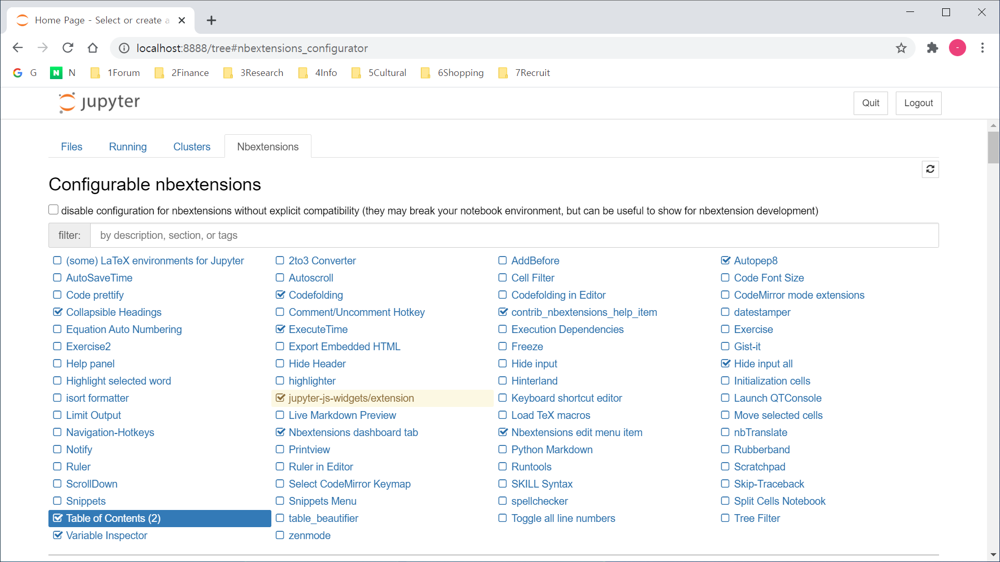 Home Page - Select or create a
localhost:8888/tree#nbextensions_configurator
G N 1Forum 2Finance 3Research 4Info 5Cultural 6Shopping 7Recruit
jupyter Quit Logout
Files Running Clusters Nbextensions
Configurable nbextensions
disable configuration for nbextensions without explicit compatibility (they may break your notebook environment, but can be useful to show for nbextension development)
filter: by description, section, or tags
(some) LaTeX environments for Jupyter 2to3 Converter AddBefore Autopep8
AutoSaveTime Autoscroll Cell Filter Code Font Size
Code prettify Codefolding Codefolding in Editor CodeMirror mode extensions
Collapsible Headings Comment/Uncomment Hotkey contrib_nbextensions_help_item datestamper
Equation Auto Numbering ExecuteTime Execution Dependencies Exercise
Exercise2 Export Embedded HTML Freeze Gist-it
Help panel Hide Header Hide input Hide input all
Highlight selected word highlighter Hinterland Initialization cells
isort formatter jupyter-js-widgets/extension Keyboard shortcut editor Launch QTConsole
Limit Output Live Markdown Preview Load TeX macros Move selected cells
Navigation-Hotkeys Nbextensions dashboard tab Nbextensions edit menu item nbTranslate
Notify Printview Python Markdown Rubberband
Ruler Ruler in Editor Runtools Scratchpad
ScrollDown Select CodeMirror Keymap SKILL Syntax Skip-Traceback
Snippets Snippets Menu spellchecker Split Cells Notebook
Table of Contents (2) table_beautifier Toggle all line numbers Tree Filter
Variable Inspector zenmode